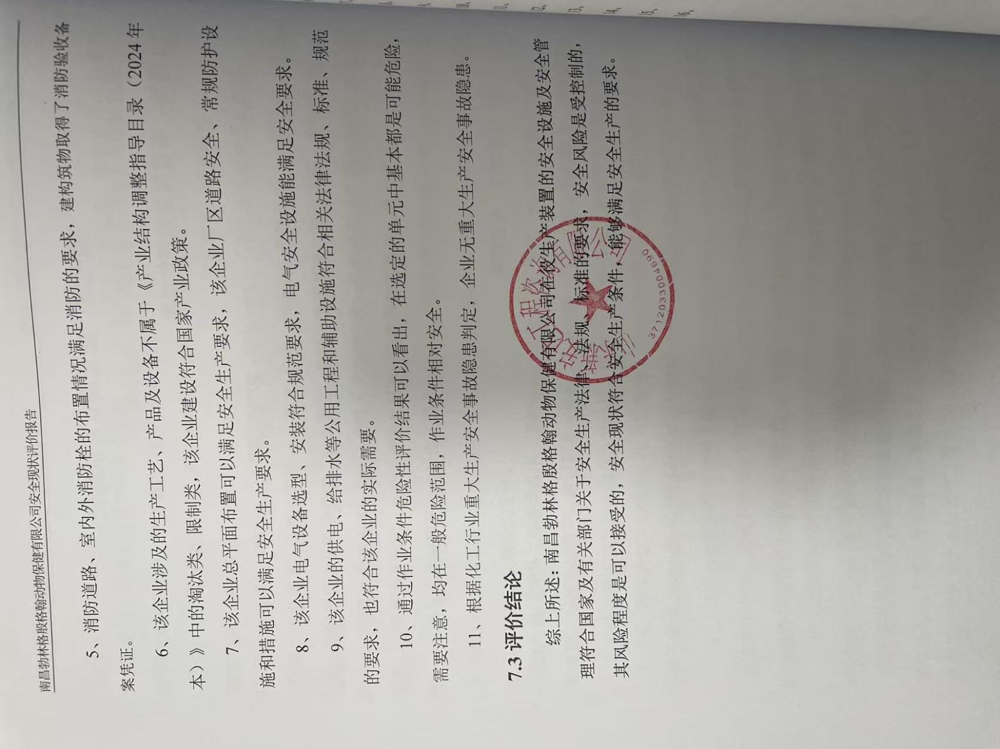 南昌勃林格殷格翰动物保健有限公司安全现状评价报告
5、消防道路、室内外消防栓的布置情况满足消防的要求，建构筑物取得了消防验收备
案凭证。
6、该企业涉及的生产工艺、产品及设备不属于《产业结构调整指导目录（2024年
本）》中的淘汰类、限制类，该企业建设符合国家产业政策。
7、该企业总平面布置可以满足安全生产要求，该企业厂区道路安全、常规防护设
施和措施可以满足安全生产要求。
8、该企业电气设备选型、安装符合规范要求，电气安全设施能满足安全要求。
9、该企业的供电、给排水等公用工程和辅助设施符合相关法律法规、标准、规范
的要求，也符合该企业的实际需要。
10、通过作业条件危险性评价结果可以看出，在选定的单元中基本都是可能危险，
需要注意，均在一般危险范围，作业条件相对安全。
11、根据化工行业重大生产安全事故隐患判定，企业无重大生产安全事故隐患。
7.3 评价结论
综上所述：南昌勃林格殷格翰动物保健有限公司在役生产装置的安全设施及安全管
理符合国家及有关部门关于安全生产法律、法规、标准的要求，安全风险是受控制的，
其风险程度是可以接受的，安全现状符合安全生产条件，能够满足安全生产的要求。
工程咨询有限公司
8、
9、
10、
11、
12、
13、
14、
15、
16、